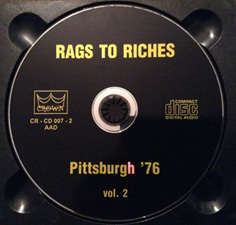 RAGS TO RICHES
CROWN
CR - CD 007 - 2
AAD
COMPACT
disc
DIGITAL AUDIO
Pittsburgh '76
vol. 2